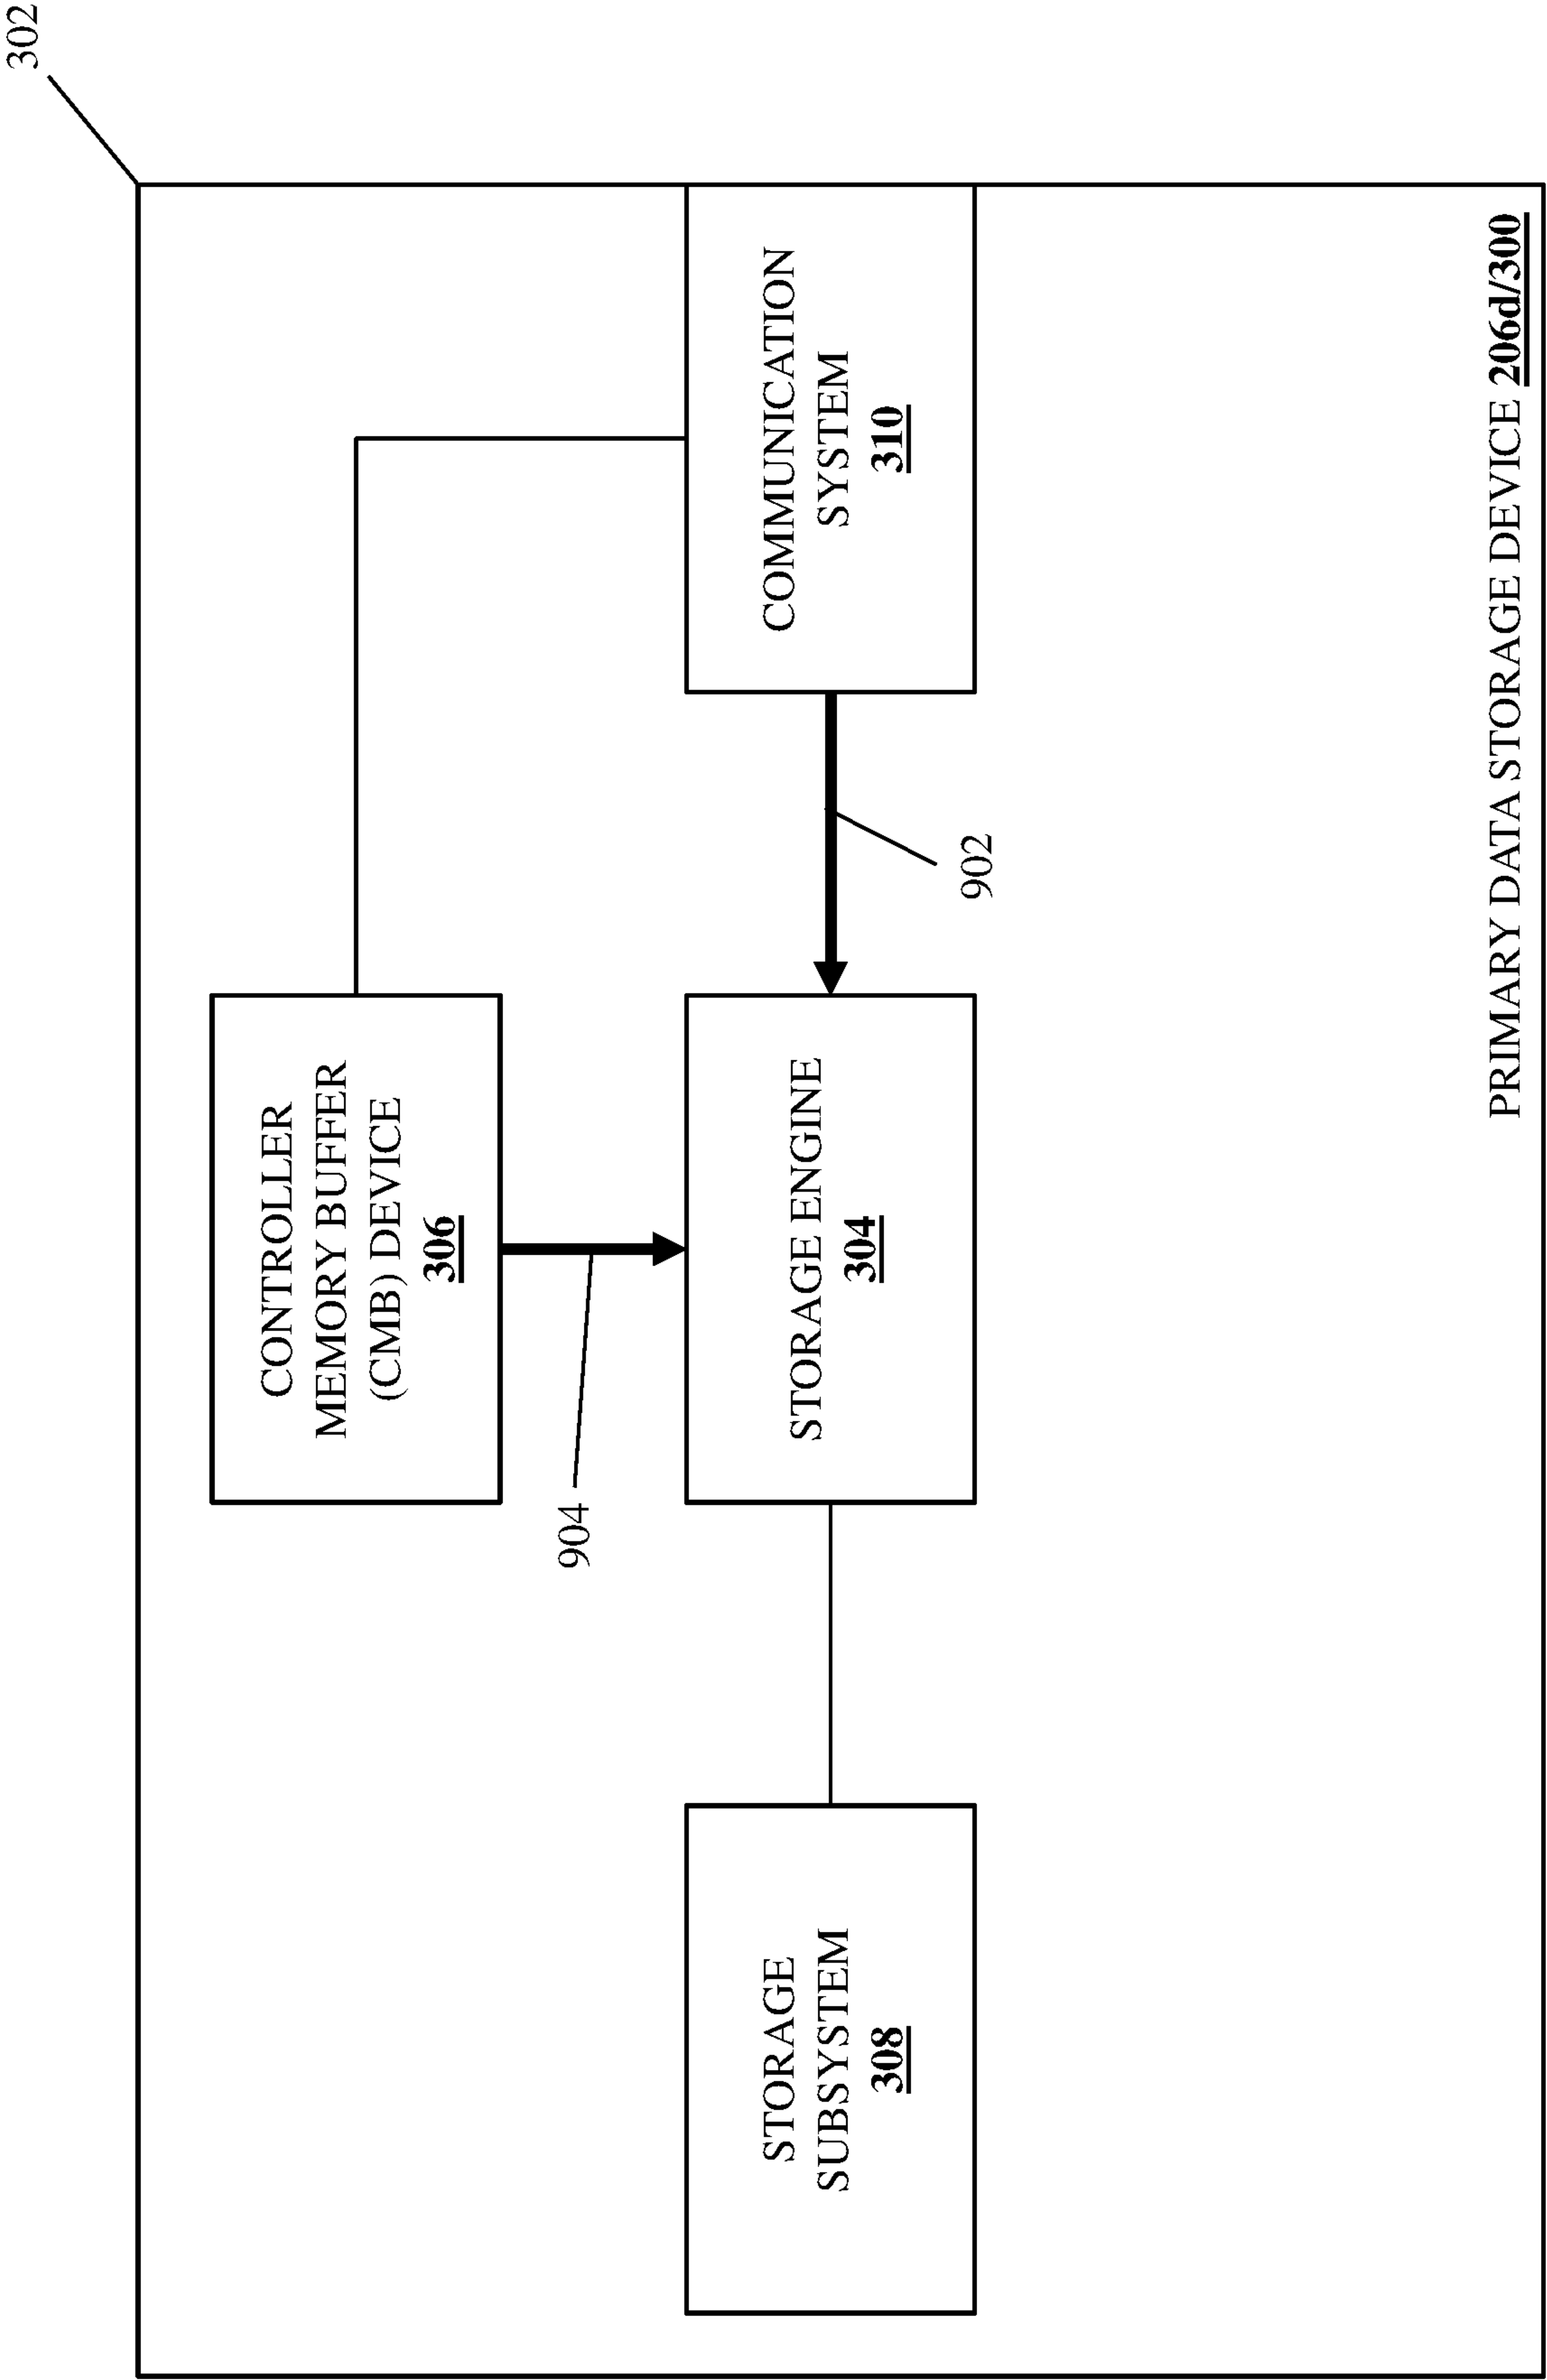 302
CONTROLLER
MEMORY BUFFER
(CMB) DEVICE
306
904
STORAGE
SUBSYSTEM
308
STORAGE ENGINE
304
COMMUNICATION
SYSTEM
310
902
PRIMARY DATA STORAGE DEVICE 206d/300